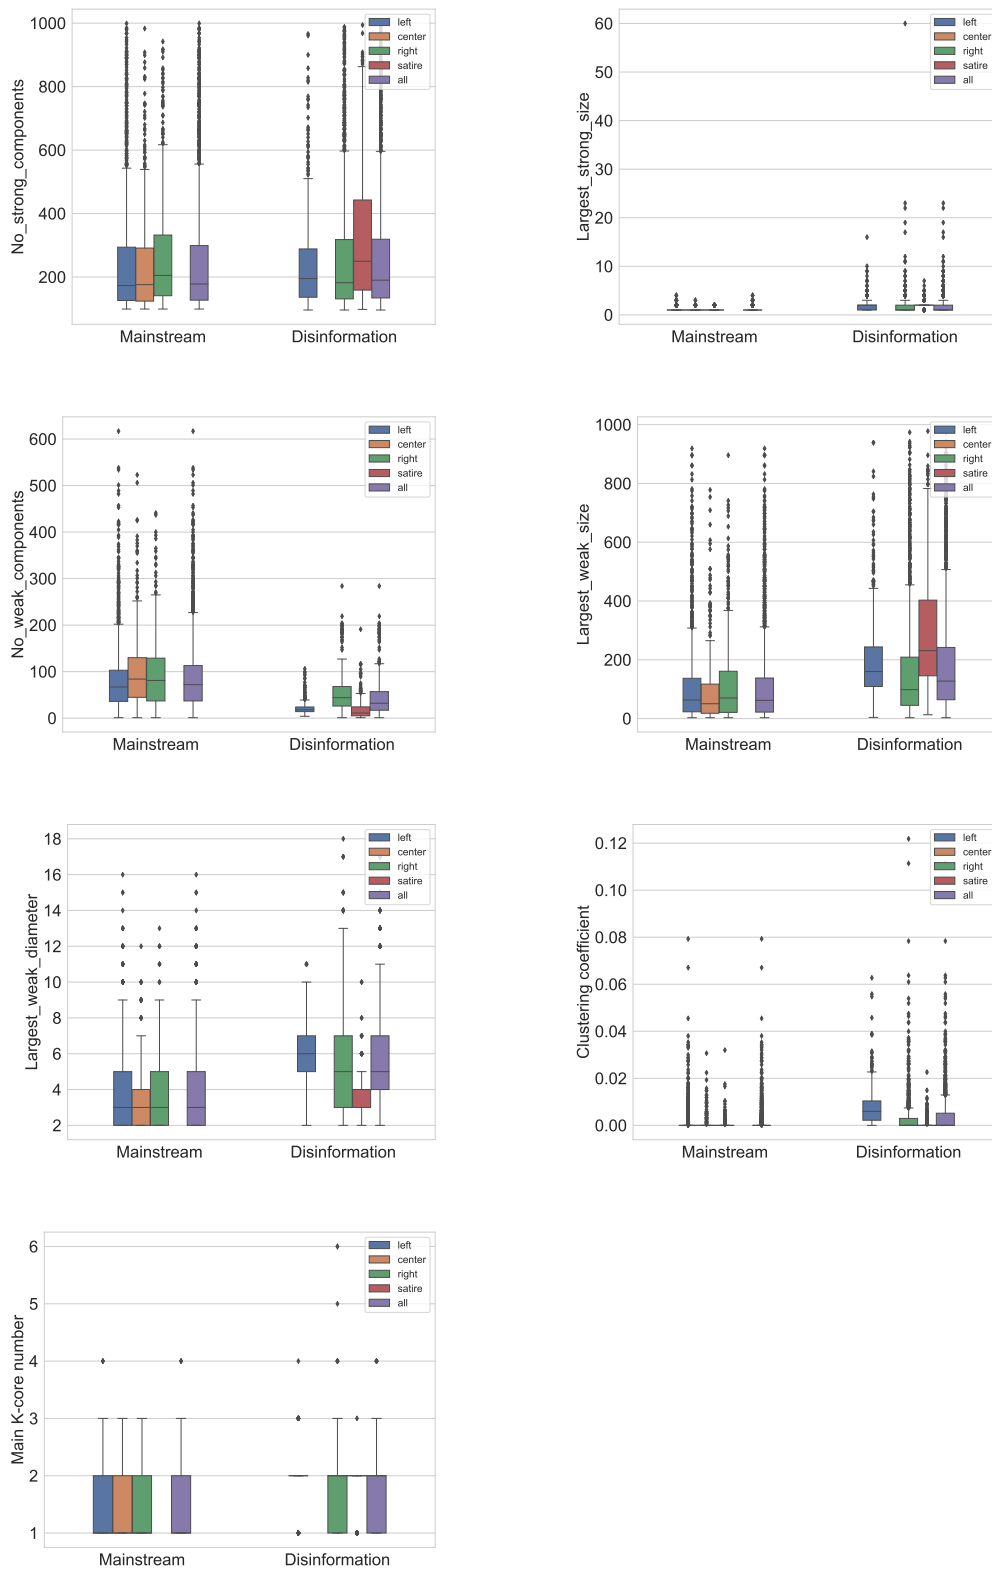 No_strong_components
1000
800
600
400
200
Mainstream
Disinformation
left
center
right
satire
all
Largest_strong_size
60
50
40
30
20
10
0
Mainstream
Disinformation
left
center
right
satire
all
No_weak_components
600
500
400
300
200
100
0
Mainstream
Disinformation
left
center
right
satire
all
Largest_weak_size
1000
800
600
400
200
0
Mainstream
Disinformation
left
center
right
satire
all
Largest_weak_diameter
18
16
14
12
10
8
6
4
2
Mainstream
Disinformation
left
center
right
satire
all
Clustering coefficient
0.12
0.10
0.08
0.06
0.04
0.02
0.00
Mainstream
Disinformation
left
center
right
satire
all
Main K-core number
6
5
4
3
2
1
Mainstream
Disinformation
left
center
right
satire
all